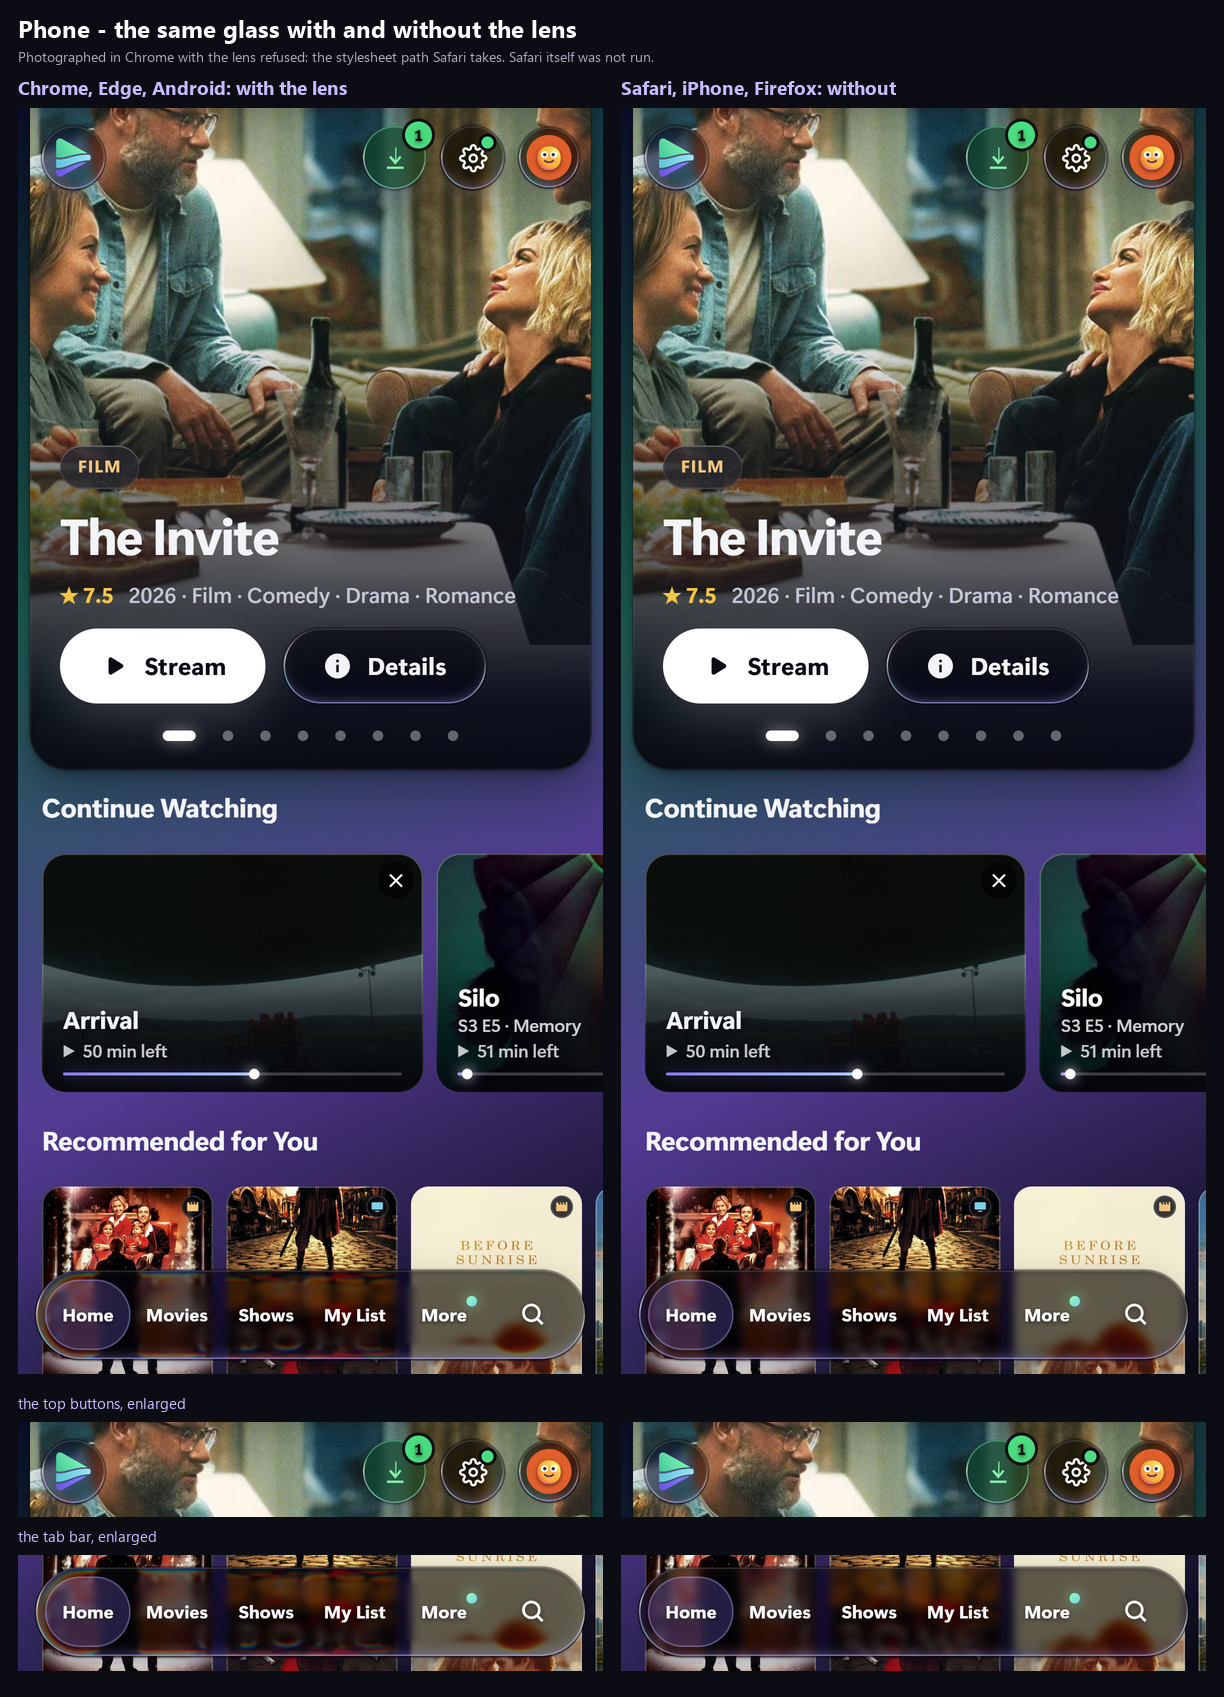 Phone - the same glass with and without the lens
Photographed in Chrome with the lens refused: the stylesheet path Safari takes. Safari itself was not run.
Chrome, Edge, Android: with the lens
Safari, iPhone, Firefox: without
1
1
FILM
FILM
The Invite
The Invite
★ 7.5 2026 · Film · Comedy · Drama · Romance
★ 7.5 2026 · Film · Comedy · Drama · Romance
Stream Details
Stream Details
Continue Watching
Continue Watching
Silo
Silo
Arrival
S3 E5 · Memory
Arrival
S3 E5 · Memory
50 min left
51 min left
50 min left
51 min left
Recommended for You
Recommended for You
BEFORE
SUNRISE
BEFORE
SUNRISE
Home Movies Shows My List More
Home Movies Shows My List More
the top buttons, enlarged
1
1
the tab bar, enlarged
SUNRISE
SUNRISE
Home Movies Shows My List More
Home Movies Shows My List More